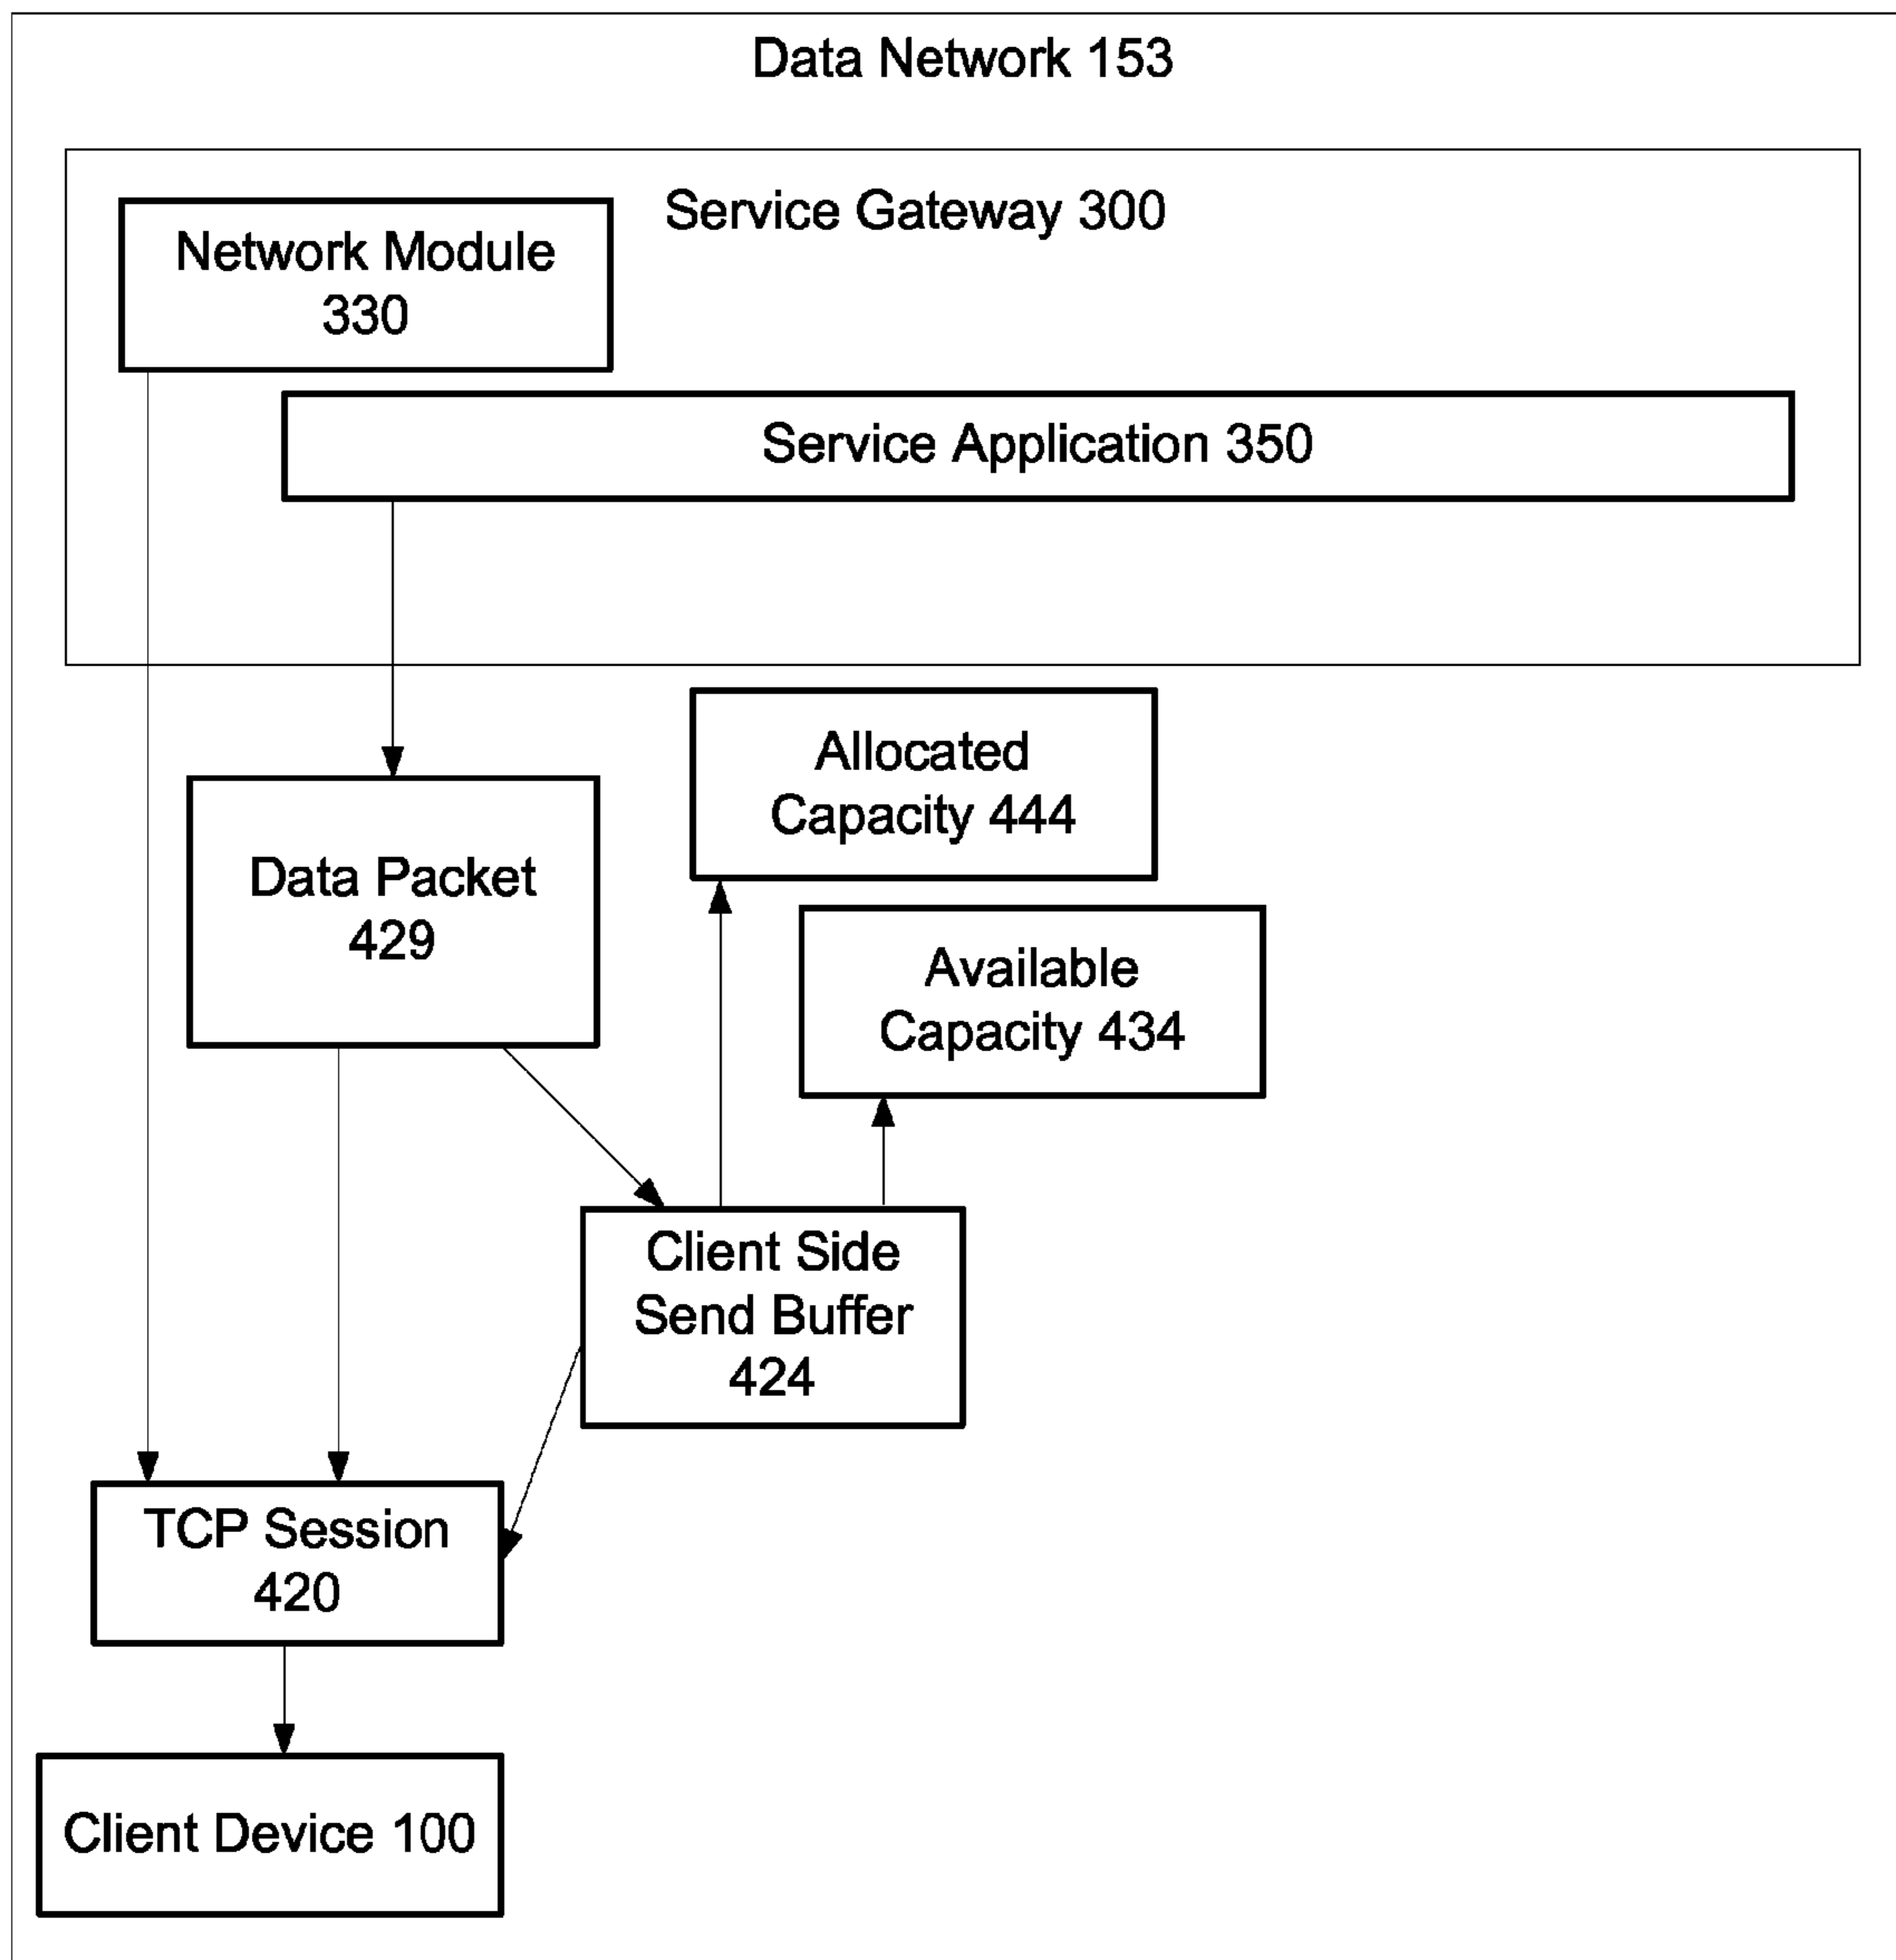 Data Network 153
Service Gateway 300
Network Module
330
Service Application 350
Allocated
Capacity 444
Data Packet
429
Available
Capacity 434
Client Side
Send Buffer
424
TCP Session
420
Client Device 100